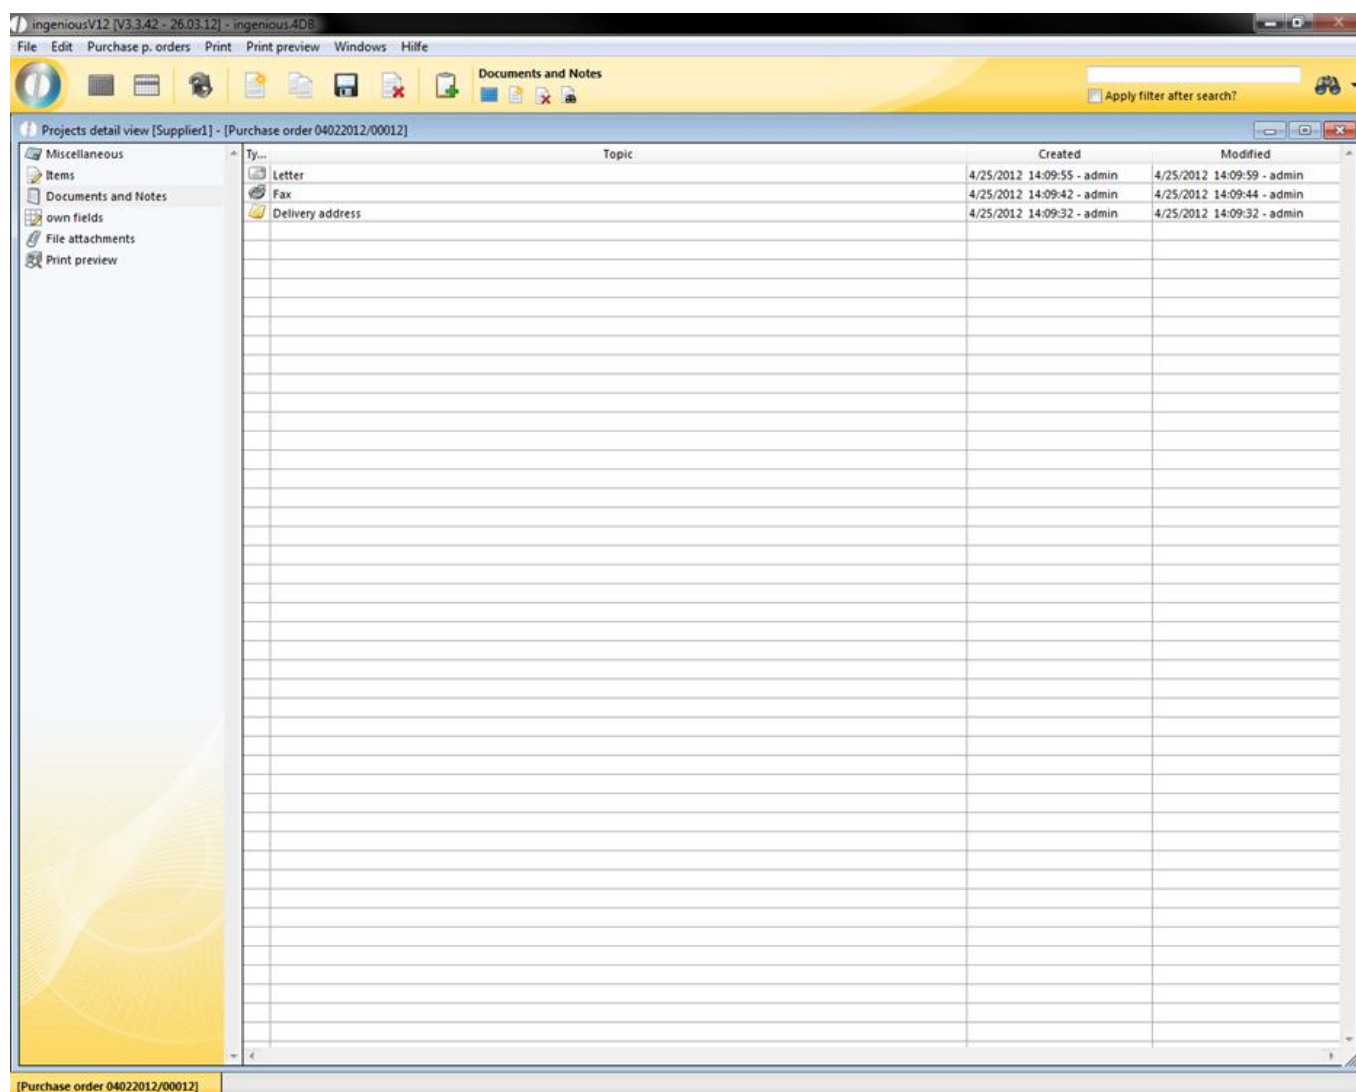 ingeniousV12 [V3.3.42 - 26.03.12] - ingenious.4DB
File Edit Purchase p. orders Print Print preview Windows Hilfe
Documents and Notes
Apply filter after search?
Projects detail view [Supplier1] - [Purchase order 04022012/00012]
Miscellaneous
Items
Documents and Notes
own fields
File attachments
Print preview
Ty... Topic Created Modified
Letter 4/25/2012 14:09:55 - admin 4/25/2012 14:09:59 - admin
Fax 4/25/2012 14:09:42 - admin 4/25/2012 14:09:44 - admin
Delivery address 4/25/2012 14:09:32 - admin 4/25/2012 14:09:32 - admin
[Purchase order 04022012/00012]